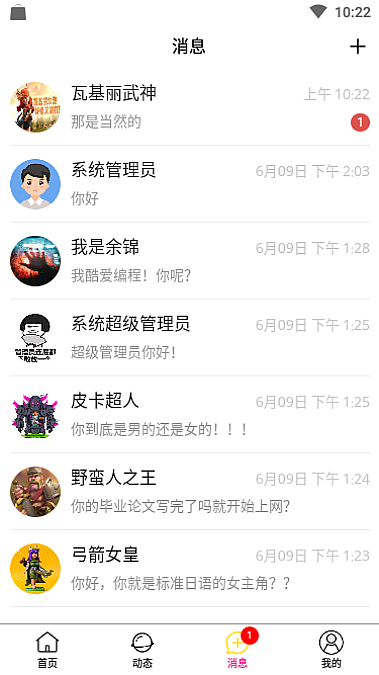 10:22
消息
瓦基丽武神
上午 10:22
那是当然的
1
系统管理员
6月09日 下午 2:03
你好
我是余锦
6月09日 下午 1:28
我酷爱编程！你呢？
系统超级管理员
6月09日 下午 1:25
超级管理员你好！
皮卡超人
6月09日 下午 1:25
你到底是男的还是女的！！！
野蛮人之王
6月09日 下午 1:24
你的毕业论文写完了吗就开始上网？
弓箭女皇
6月09日 下午 1:23
你好，你就是标准日语的女主角？？
1
首页
动态
消息
我的